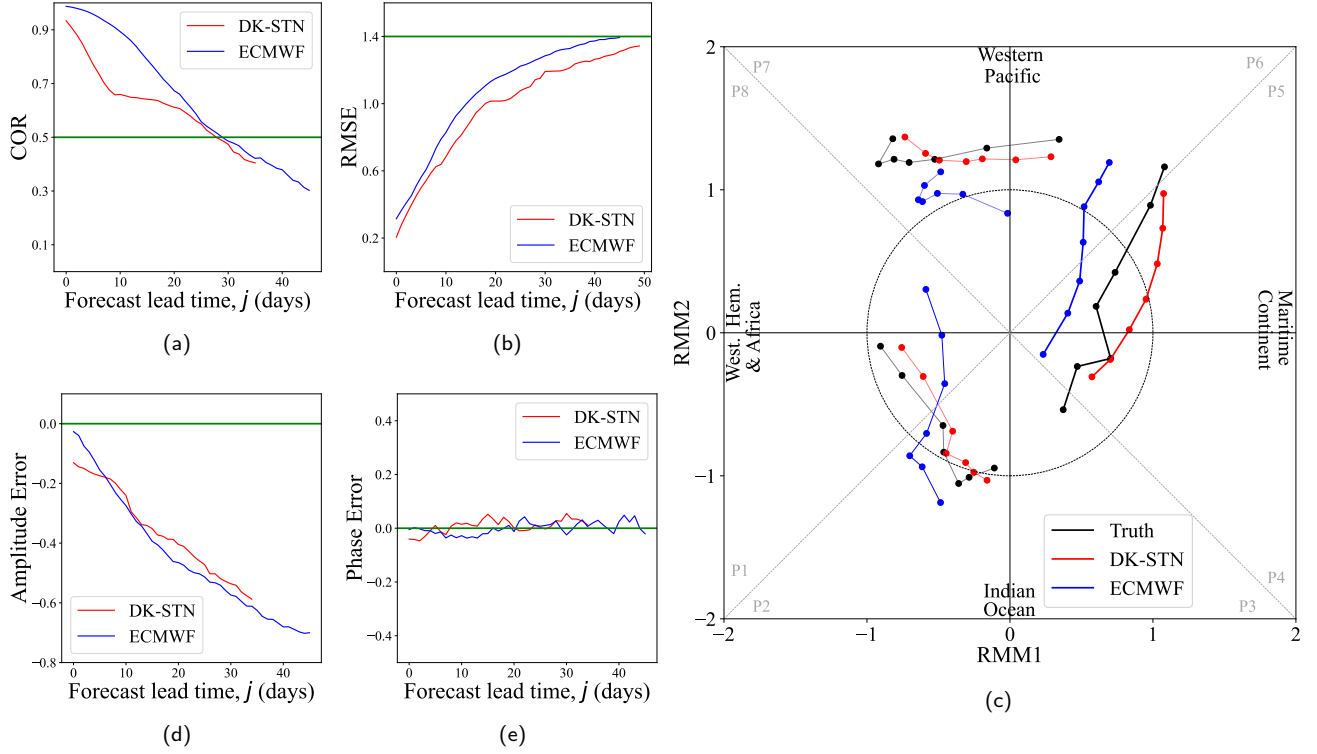 0.9
0.7
0.5
0.3
0.1
COR
DK-STN
ECMWF
0
20
40
Forecast lead time, j (days)
(a)
1.4
1.0
0.6
0.2
RMSE
DK-STN
ECMWF
0
10
20
30
40
50
Forecast lead time, j (days)
(b)
0.0
−0.2
−0.4
−0.6
−0.8
Amplitude Error
DK-STN
ECMWF
0
10
20
30
40
Forecast lead time, j (days)
(d)
0.4
0.2
0.0
−0.2
−0.4
Phase Error
DK-STN
ECMWF
0
10
20
30
40
Forecast lead time, j (days)
(e)
2
1
0
−1
−2
RMM2
P7
P8
Western
Pacific
P6
P5
West. Hem.
& Africa
Maritime
Continent
P1
P2
Indian
Ocean
P4
P3
Truth
DK-STN
ECMWF
−2
−1
0
1
2
RMM1
(c)